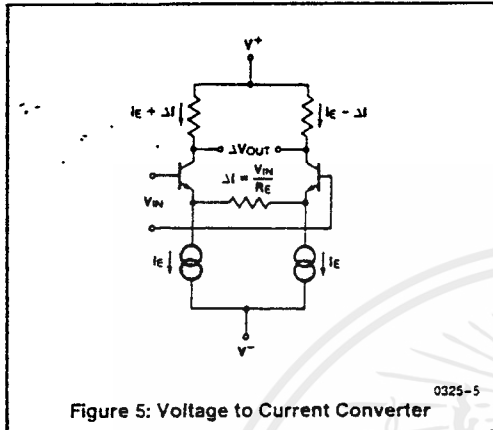 V+
IE + ΔI
IE - ΔI
ΔVOUT
ΔI = VIN
RE
VIN
IE
IE
V-
0325-5
Figure 5: Voltage to Current Converter